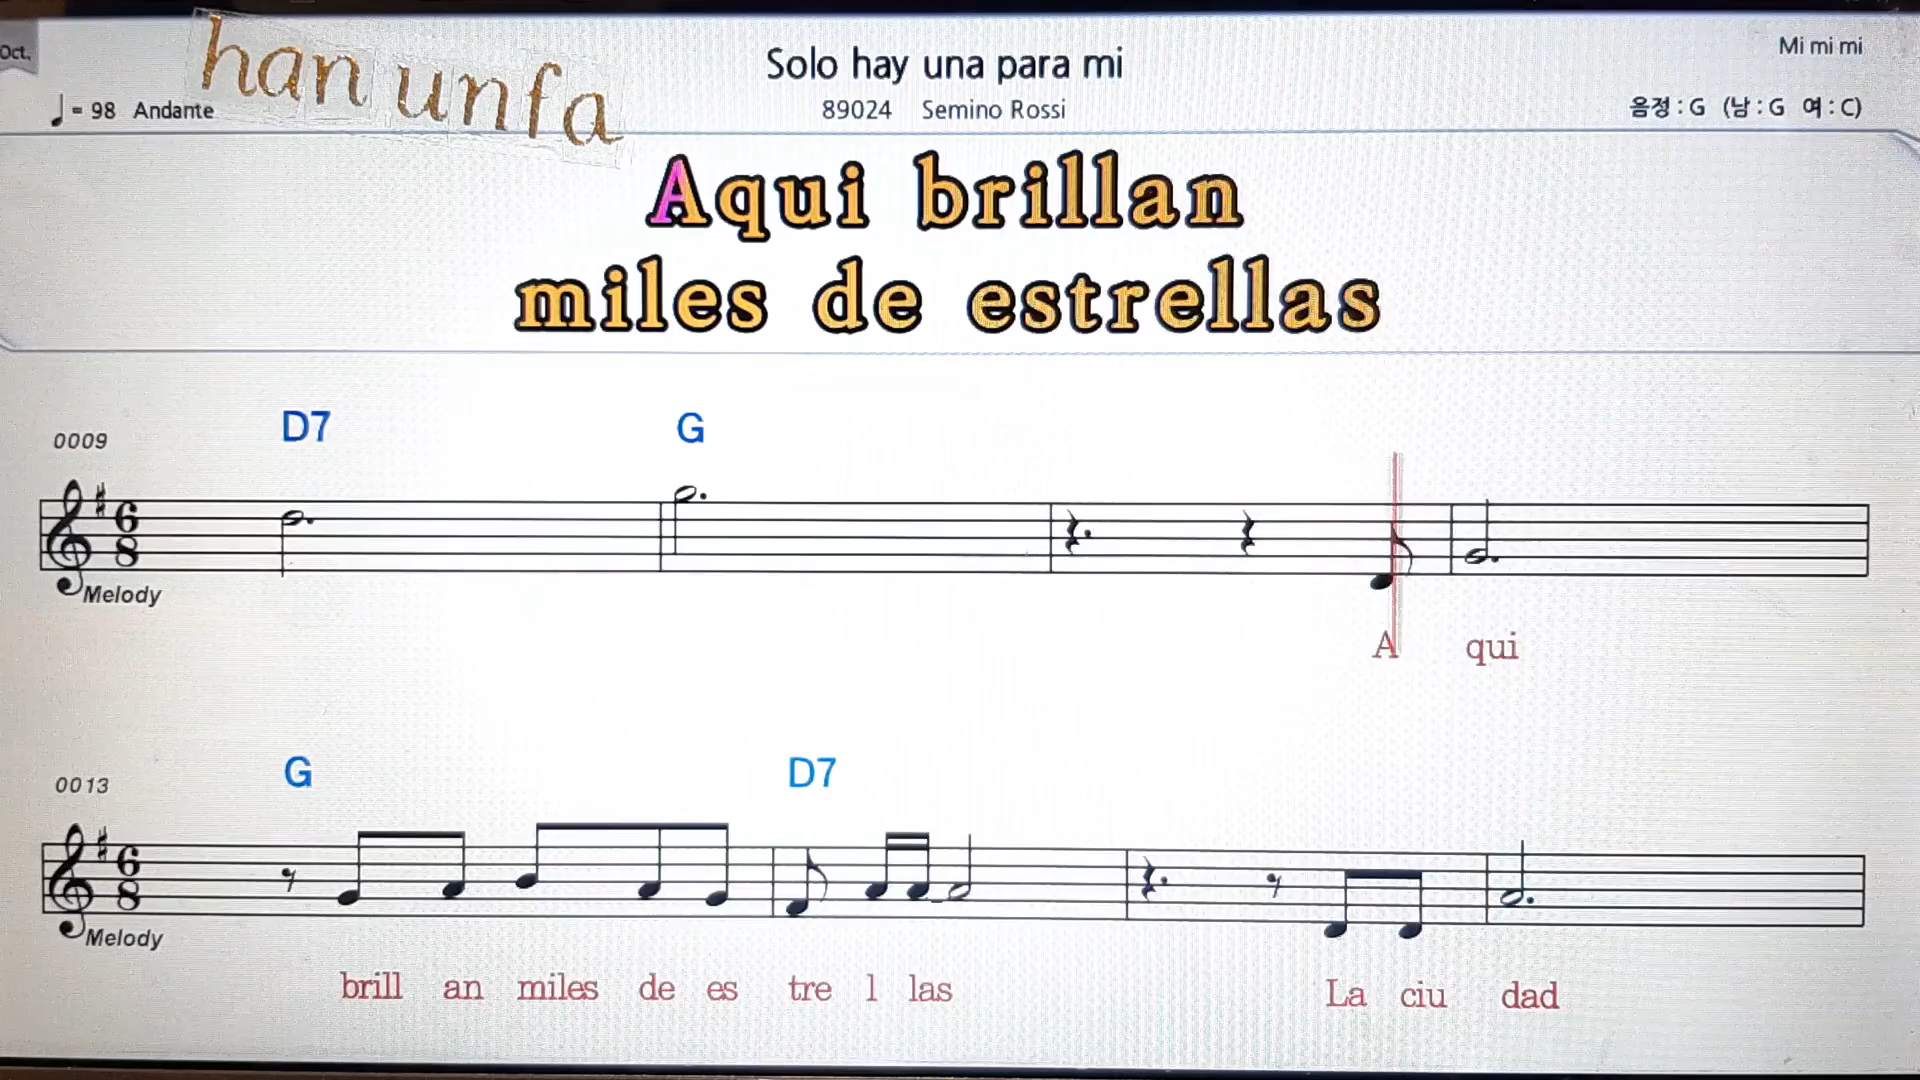 Oct.
han unfa
Solo hay una para mi
Mi mi mi
♩= 98 Andante
89024 Semino Rossi
음정 : G (남 : G 여 : C)
Aqui brillan
miles de estrellas
D7 G
0009
6
8
Melody
A qui
G D7
0013
6
8
Melody
brill an miles de es tre l las La ciu dad